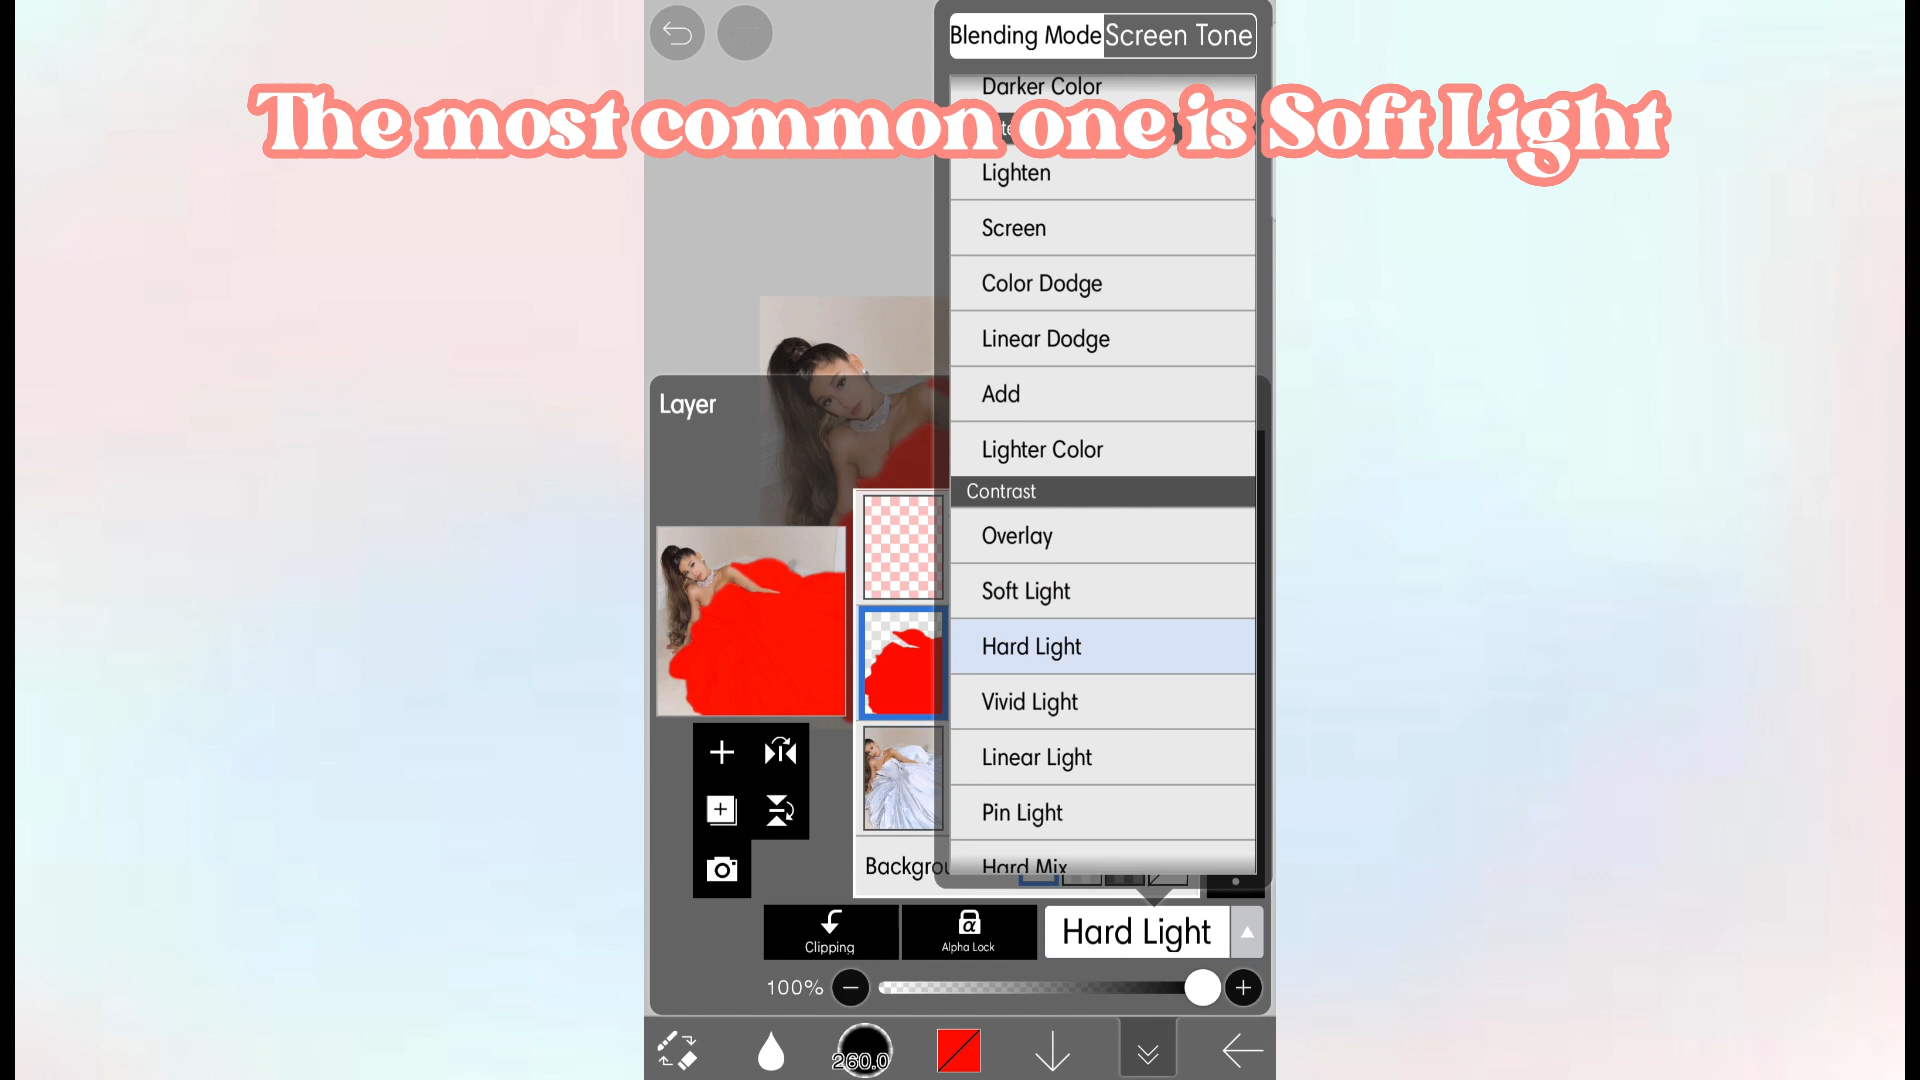 Blending Mode
Screen Tone
Darker Color
The most common one is Soft Light
Lighten
Screen
Color Dodge
Linear Dodge
Add
Lighter Color
Contrast
Overlay
Soft Light
Hard Light
Vivid Light
Linear Light
Pin Light
Hard Mix
Layer
Backgrou
Clipping
Alpha Lock
Hard Light
100%
260.0